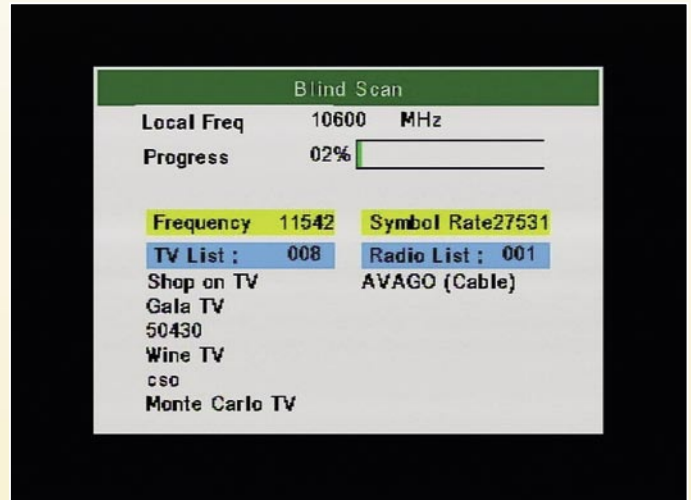 Blind Scan
Local Freq 10600 MHz
Progress 02%
Frequency 11542 Symbol Rate27531
TV List : 008 Radio List : 001
Shop on TV AVAGO (Cable)
Gala TV
50430
Wine TV
cso
Monte Carlo TV